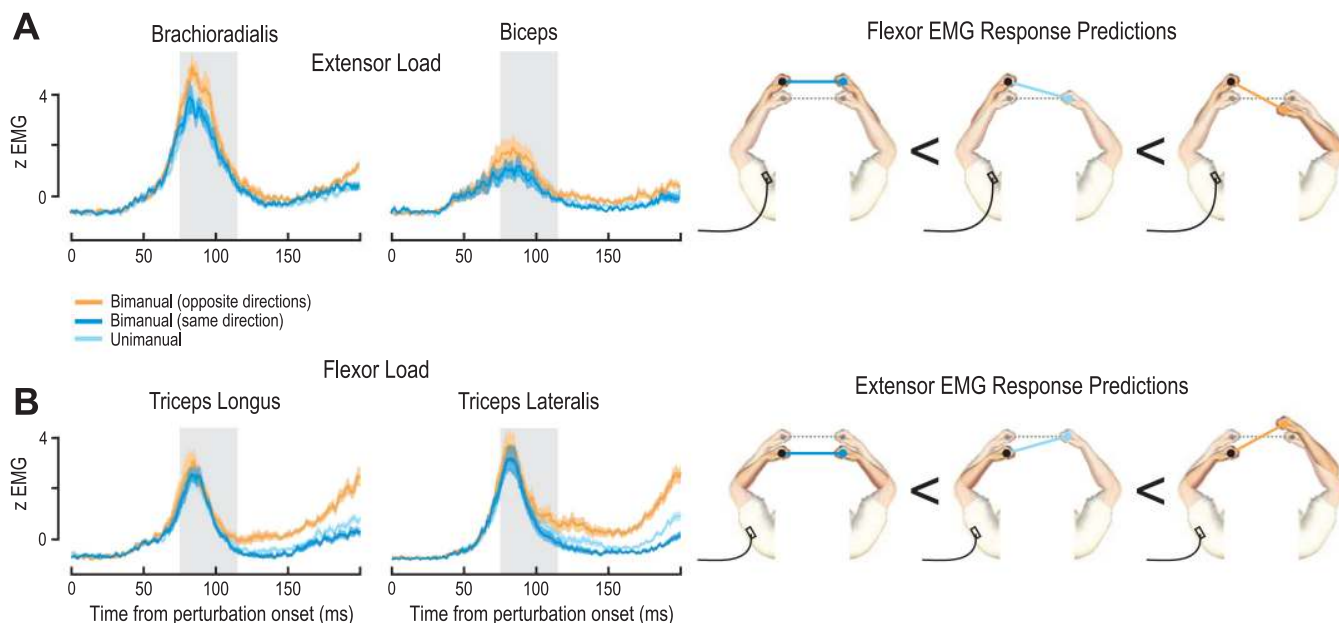 A
Brachioradialis
Biceps
Flexor EMG Response Predictions
Extensor Load
z EMG
4
0
< <
0 50 100 150
0 50 100 150
Bimanual (opposite directions)
Bimanual (same direction)
Unimanual
Flexor Load
Extensor EMG Response Predictions
B
Triceps Longus
Triceps Lateralis
z EMG
4
0
< <
0 50 100 150
0 50 100 150
Time from perturbation onset (ms)
Time from perturbation onset (ms)